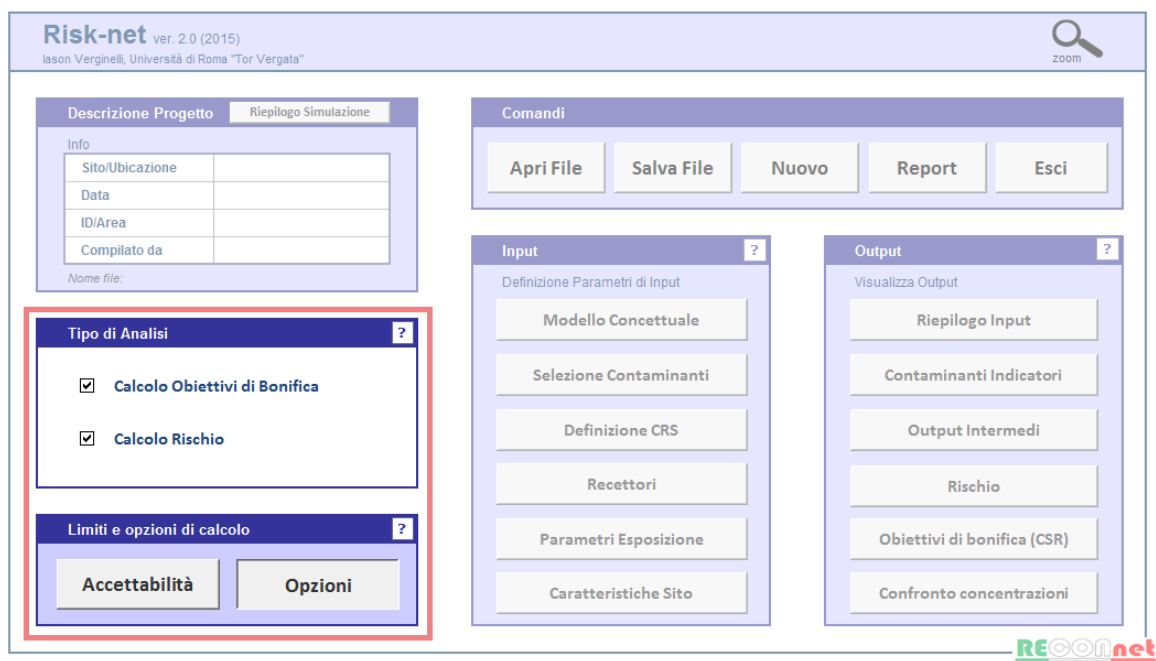 Risk-net ver. 2.0 (2015)
Iason Verginelli, Università di Roma "Tor Vergata"
zoom
Descrizione Progetto
Riepilogo Simulazione
Info
Sito/Ubicazione
Data
ID/Area
Compilato da
Nome file:
Comandi
Apri File
Salva File
Nuovo
Report
Esci
Tipo di Analisi ?
Calcolo Obiettivi di Bonifica
Calcolo Rischio
Limiti e opzioni di calcolo ?
Accettabilità
Opzioni
Input ?
Definizione Parametri di Input
Modello Concettuale
Selezione Contaminanti
Definizione CRS
Recettori
Parametri Esposizione
Caratteristiche Sito
Output ?
Visualizza Output
Riepilogo Input
Contaminanti Indicatori
Output Intermedi
Rischio
Obiettivi di bonifica (CSR)
Confronto concentrazioni
RECONnet